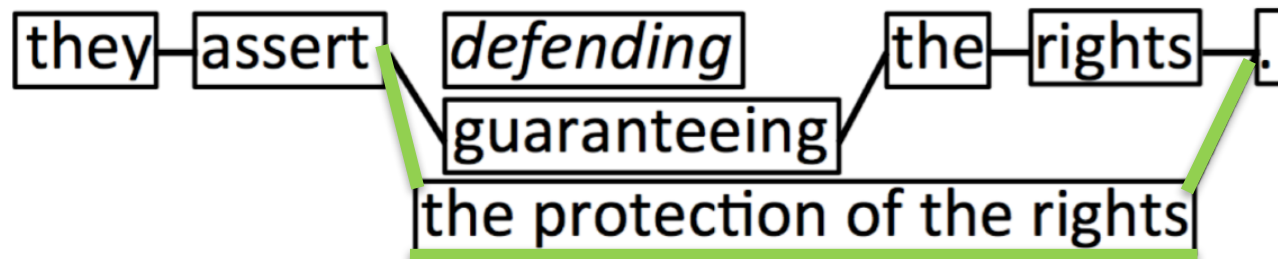 they assert defending the rights .
guaranteeing
the protection of the rights